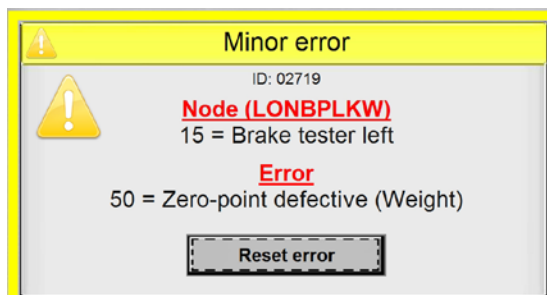 Minor error
ID: 02719
Node (LONBPLKW)
15 = Brake tester left
Error
50 = Zero-point defective (Weight)
Reset error